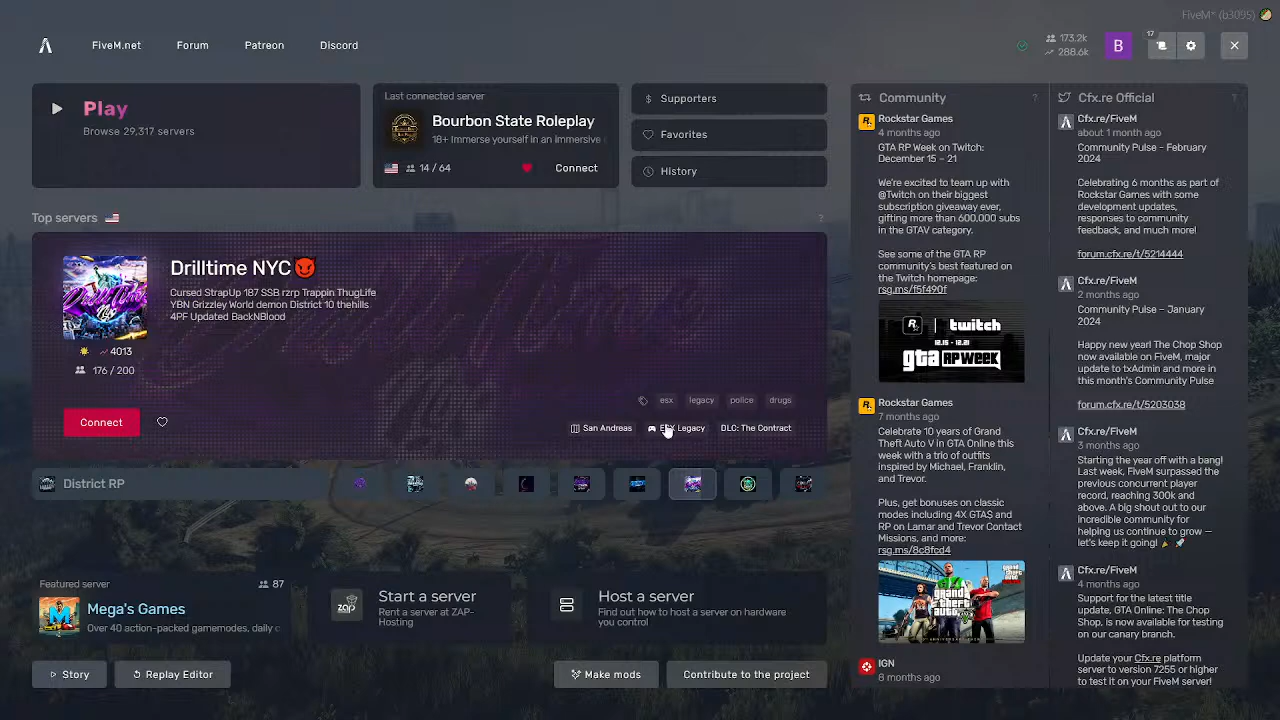 FiveM* (b3095)
FiveM.net
Forum
Patreon
Discord
173.2k
288.6k
B
17
Play
Browse 29,317 servers
Last connected server
Bourbon State Roleplay
18+ Immerse yourself in an immersive
14 / 64
Connect
$ Supporters
Favorites
History
Top servers
?
Drilltime NYC😈
Cursed StrapUp 187 SSB rzrp Trappin ThugLife
YBN Grizzley World demon District 10 thehills
4PF Updated BackNBlood
4013
176 / 200
Connect
esx
legacy
police
drugs
San Andreas
Legacy
DLC: The Contract
District RP
Featured server
87
Mega's Games
Over 40 action-packed gamemodes, daily c
ZAP
Start a server
Rent a server at ZAP-
Hosting
Host a server
Find out how to host a server on hardware
you control
Story
Replay Editor
Make mods
Contribute to the project
Community
?
Rockstar Games
4 months ago
GTA RP Week on Twitch:
December 15 – 21
We're excited to team up with
@Twitch on their biggest
subscription giveaway ever,
gifting more than 600,000 subs
in the GTAV category.
See some of the GTA RP
community's best featured on
the Twitch homepage:
rsg.ms/f5f490f
R* | twitch
12.15 - 12.21
gta RP WEEK
Rockstar Games
7 months ago
Celebrate 10 years of Grand
Theft Auto V in GTA Online this
week with a trio of outfits
inspired by Michael, Franklin,
and Trevor.
Plus, get bonuses on classic
modes including 4X GTA$ and
RP on Lamar and Trevor Contact
Missions, and more:
rsg.ms/8c8fcd4
IGN
8 months ago
Cfx.re Official
?
Cfx.re/FiveM
about 1 month ago
Community Pulse – February
2024
Celebrating 6 months as part of
Rockstar Games with some
development updates,
responses to community
feedback, and much more!
forum.cfx.re/t/5214444
Cfx.re/FiveM
2 months ago
Community Pulse – January
2024
Happy new year! The Chop Shop
now available on FiveM, major
update to txAdmin and more in
this month's Community Pulse
forum.cfx.re/t/5203038
Cfx.re/FiveM
3 months ago
Starting the year off with a bang!
Last week, FiveM surpassed the
previous concurrent player
record, reaching 300k and
above. A big shout out to our
incredible community for
helping us continue to grow —
let's keep it going! 🎉 🚀
Cfx.re/FiveM
4 months ago
Support for the latest title
update, GTA Online: The Chop
Shop, is now available for testing
on our canary branch.
Update your Cfx.re platform
server to version 7255 or higher
to test it on your FiveM server!